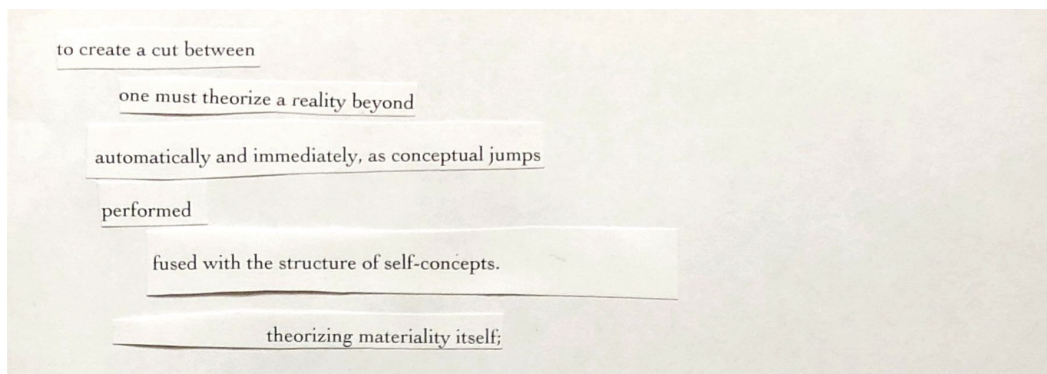 to create a cut between
one must theorize a reality beyond
automatically and immediately, as conceptual jumps
performed
fused with the structure of self-concepts.
theorizing materiality itself;